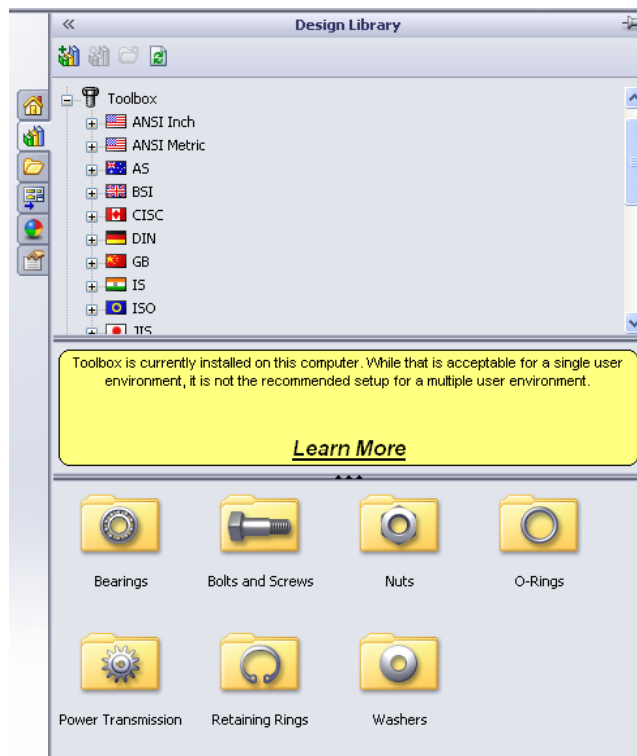 Design Library
Toolbox
ANSI Inch
ANSI Metric
AS
BSI
CISC
DIN
GB
IS
ISO
JIS
Toolbox is currently installed on this computer. While that is acceptable for a single user
environment, it is not the recommended setup for a multiple user environment.
Learn More
Bearings
Bolts and Screws
Nuts
O-Rings
Power Transmission
Retaining Rings
Washers